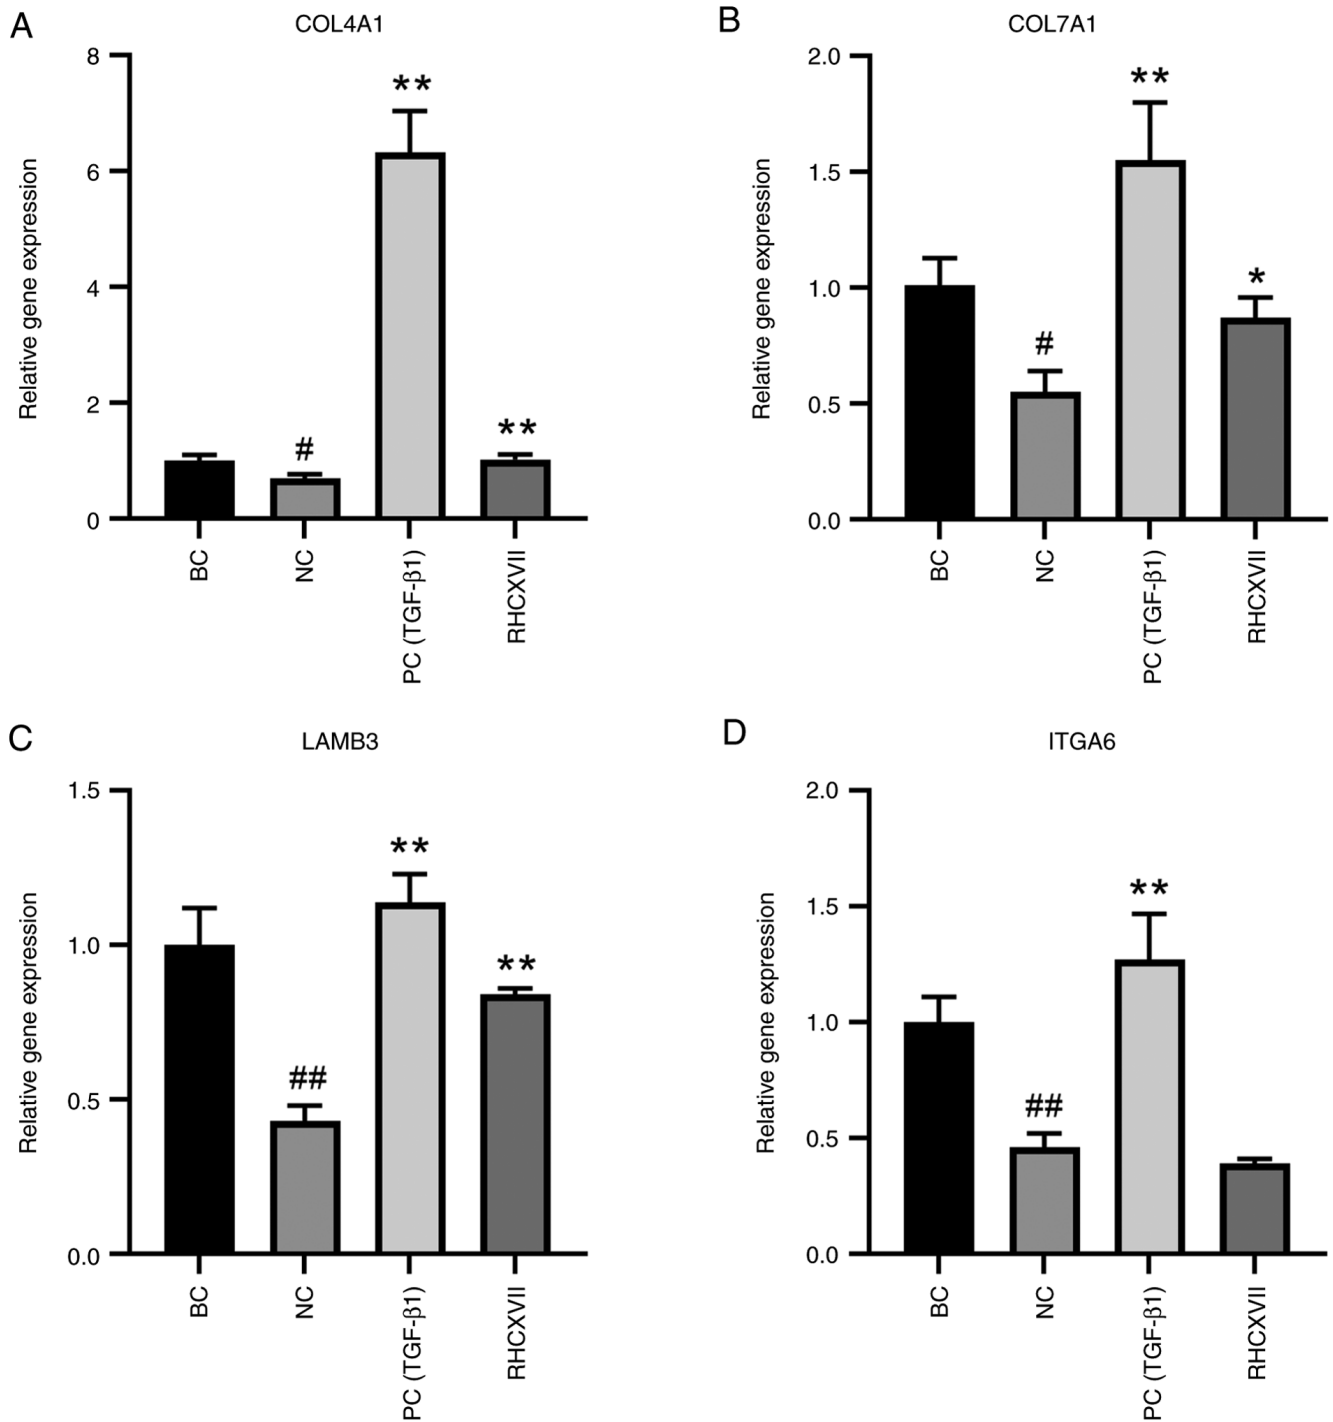 A
COL4A1
Relative gene expression
8
6
4
2
0
#
**
**
BC
NC
PC (TGF-β1)
RHCXVII
B
COL7A1
Relative gene expression
2.0
1.5
1.0
0.5
0.0
#
**
*
BC
NC
PC (TGF-β1)
RHCXVII
C
LAMB3
Relative gene expression
1.5
1.0
0.5
0.0
##
**
**
BC
NC
PC (TGF-β1)
RHCXVII
D
ITGA6
Relative gene expression
2.0
1.5
1.0
0.5
0.0
##
**
BC
NC
PC (TGF-β1)
RHCXVII